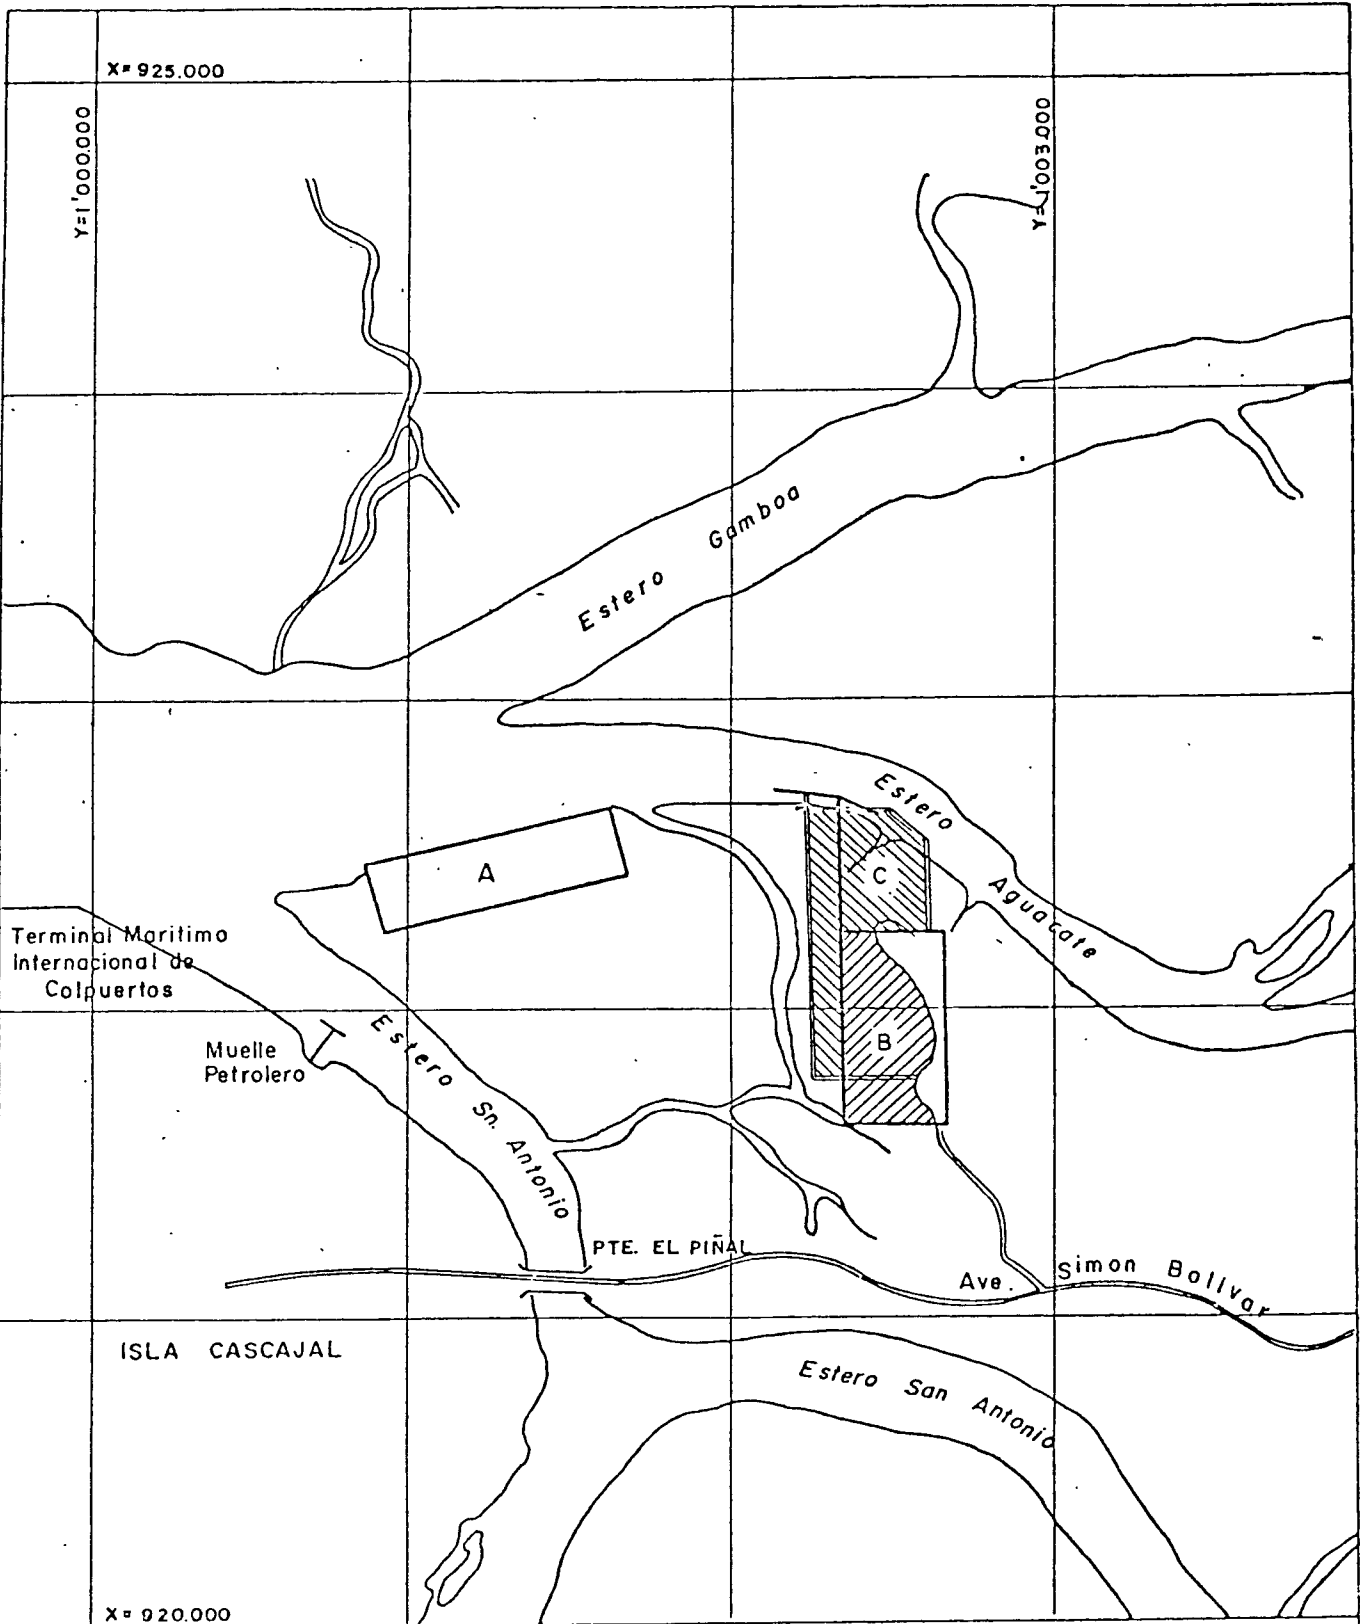 X= 925.000
Y=1'000.000
Y=1'003.000
Estero Gamboa
Estero Aguacate
A
C
B
Terminal Maritimo
Internacional de
Colpuertos
Muelle
Petrolero
Estero Sn. Antonio
PTE. EL PIÑAL
Ave. Simon Bolivar
ISLA CASCAJAL
Estero San Antonio
X= 920.000